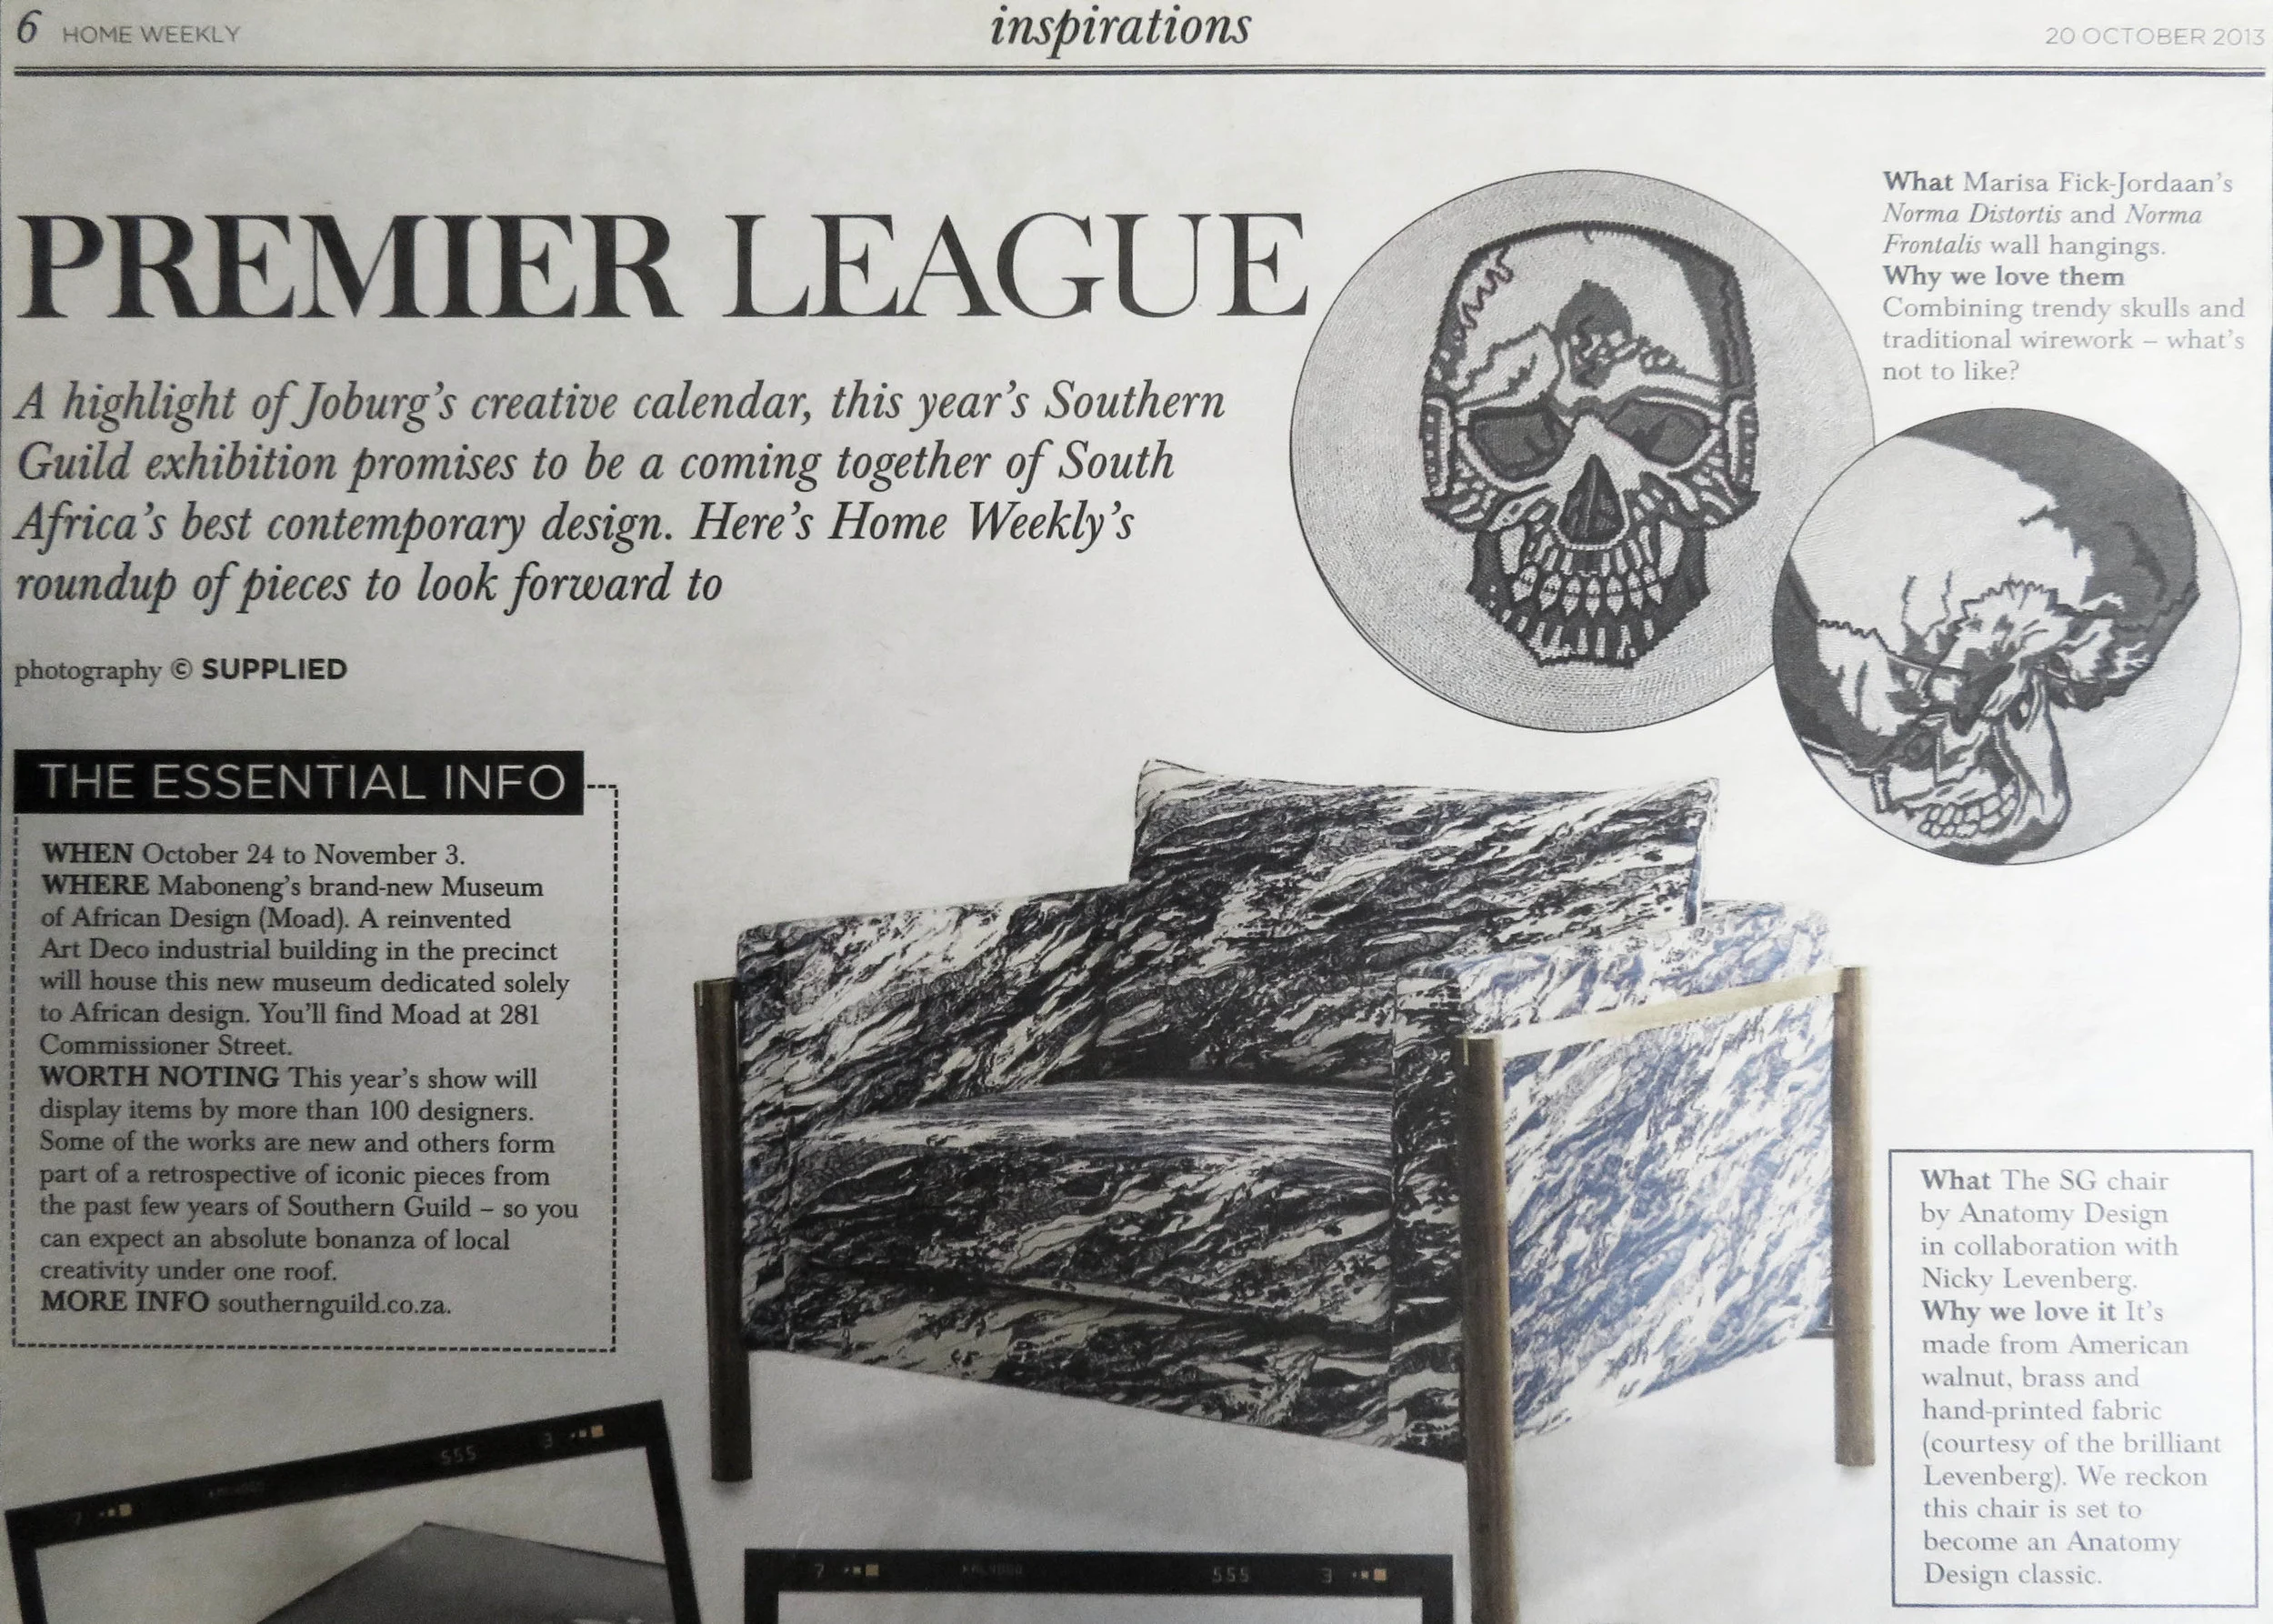 6 HOME WEEKLY
inspirations
20 OCTOBER 2013
PREMIER LEAGUE
A highlight of Joburg's creative calendar, this year's Southern
Guild exhibition promises to be a coming together of South
Africa's best contemporary design. Here's Home Weekly's
roundup of pieces to look forward to
photography © SUPPLIED
What Marisa Fick-Jordaan's
Norma Distortis and Norma
Frontalis wall hangings.
Why we love them
Combining trendy skulls and
traditional wirework – what's
not to like?
THE ESSENTIAL INFO
WHEN October 24 to November 3.
WHERE Maboneng's brand-new Museum
of African Design (Moad). A reinvented
Art Deco industrial building in the precinct
will house this new museum dedicated solely
to African design. You'll find Moad at 281
Commissioner Street.
WORTH NOTING This year's show will
display items by more than 100 designers.
Some of the works are new and others form
part of a retrospective of iconic pieces from
the past few years of Southern Guild – so you
can expect an absolute bonanza of local
creativity under one roof.
MORE INFO southernguild.co.za.
What The SG chair
by Anatomy Design
in collaboration with
Nicky Levenberg.
Why we love it It's
made from American
walnut, brass and
hand-printed fabric
(courtesy of the brilliant
Levenberg). We reckon
this chair is set to
become an Anatomy
Design classic.
7 555 3
7 555 3